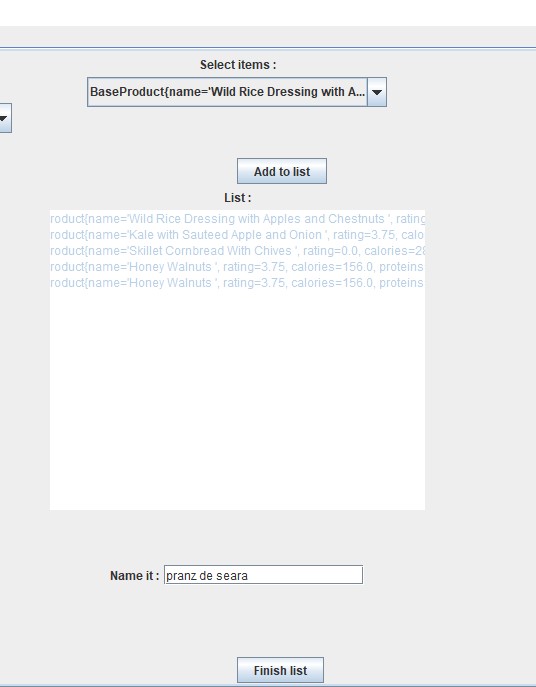 Select items :
BaseProduct{name='Wild Rice Dressing with A...
Add to list
List :
roduct{name='Wild Rice Dressing with Apples and Chestnuts ', rating
roduct{name='Kale with Sauteed Apple and Onion ', rating=3.75, calo
roduct{name='Skillet Cornbread With Chives ', rating=0.0, calories=28
roduct{name='Honey Walnuts ', rating=3.75, calories=156.0, proteins
roduct{name='Honey Walnuts ', rating=3.75, calories=156.0, proteins
Name it : pranz de seara
Finish list